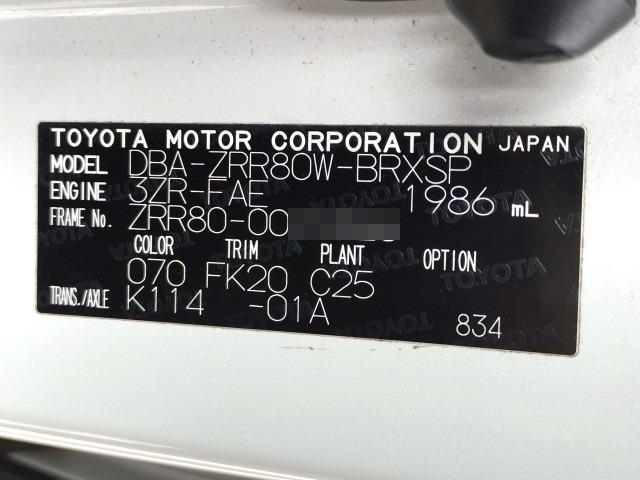 TOYOTA MOTOR CORPORATION JAPAN
MODEL DBA-ZRR80W-BRXSP
ENGINE 3ZR-FAE 1986 mL
FRAME No. ZRR80-00
COLOR TRIM PLANT OPTION
070 FK20 C25
TRANS./AXLE K114 -01A
834